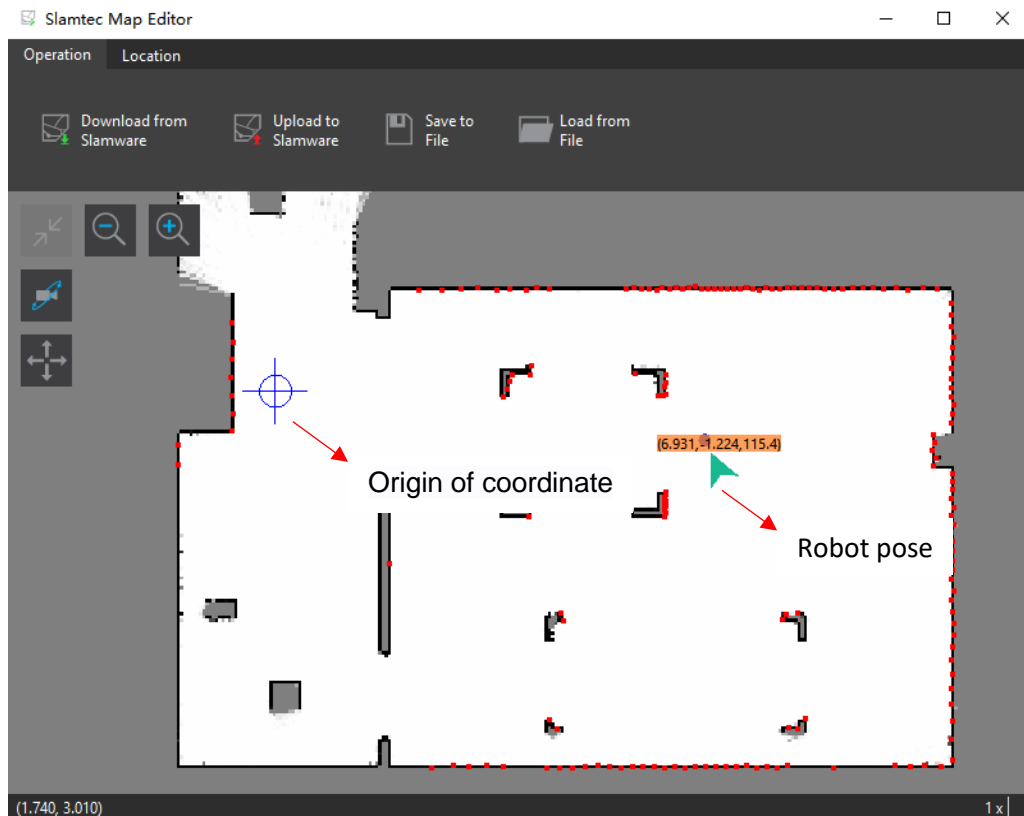 Slamtec Map Editor
Operation Location
Download from
Slamware
Upload to
Slamware
Save to
File
Load from
File
(6.931,-1.224,115.4)
Origin of coordinate
Robot pose
(1.740, 3.010)
1 x